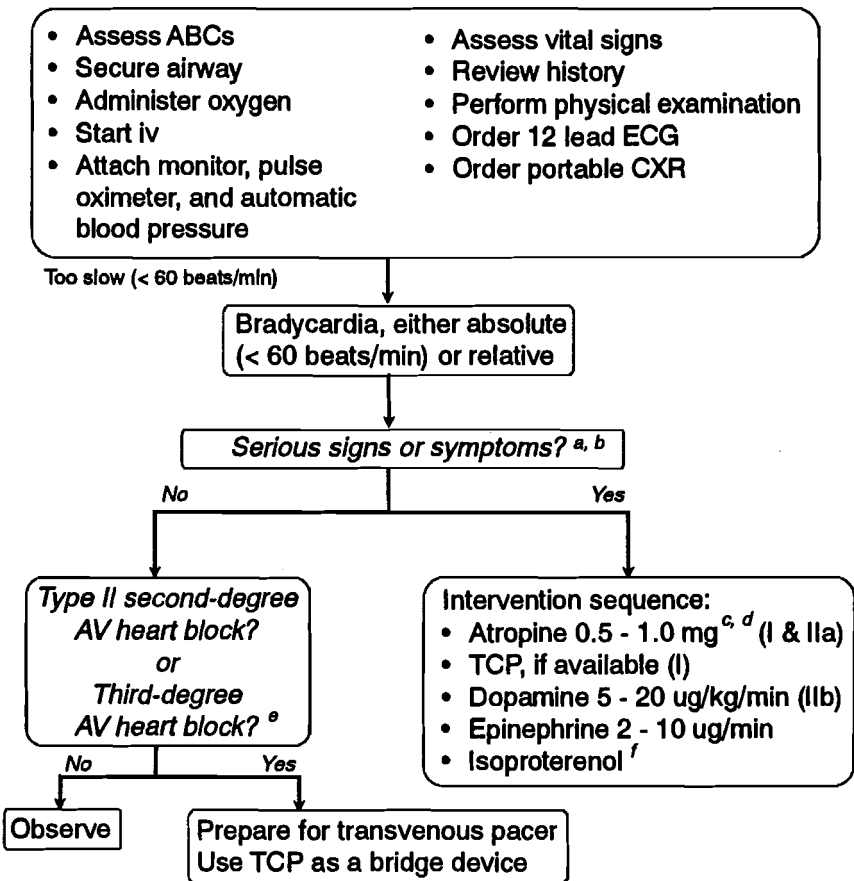 • Assess ABCs
• Secure airway
• Administer oxygen
• Start iv
• Attach monitor, pulse
oximeter, and automatic
blood pressure
• Assess vital signs
• Review history
• Perform physical examination
• Order 12 lead ECG
• Order portable CXR
Too slow (< 60 beats/min)
Bradycardia, either absolute
(< 60 beats/min) or relative
Serious signs or symptoms? a, b
No
Yes
Type II second-degree
AV heart block?
or
Third-degree
AV heart block? e
Intervention sequence:
• Atropine 0.5 - 1.0 mg c, d (I & IIa)
• TCP, if available (I)
• Dopamine 5 - 20 ug/kg/min (IIb)
• Epinephrine 2 - 10 ug/min
• Isoproterenol f
No
Yes
Observe
Prepare for transvenous pacer
Use TCP as a bridge device